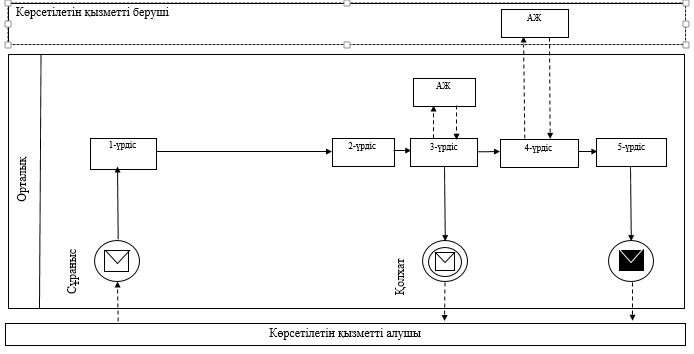 Көрсетілетін қызметті беруші
АЖ
АЖ
1-үрдіс
2-үрдіс
3-үрдіс
4-үрдіс
5-үрдіс
Орталық
Сұраныс
Қолхат
Көрсетілетін қызметті алушы